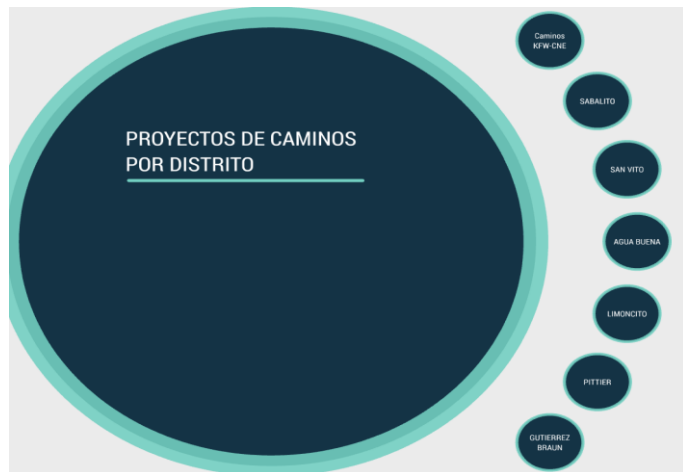 PROYECTOS DE CAMINOS
POR DISTRITO
Caminos
KFW-CNE
SABALITO
SAN VITO
AGUA BUENA
LIMONCITO
PITTIER
GUTIERREZ
BRAUN